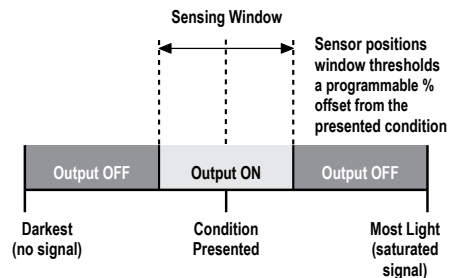 Sensing Window
Sensor positions
window thresholds
a programmable %
offset from the
presented condition
Output OFF
Output ON
Output OFF
Darkest
(no signal)
Condition
Presented
Most Light
(saturated
signal)